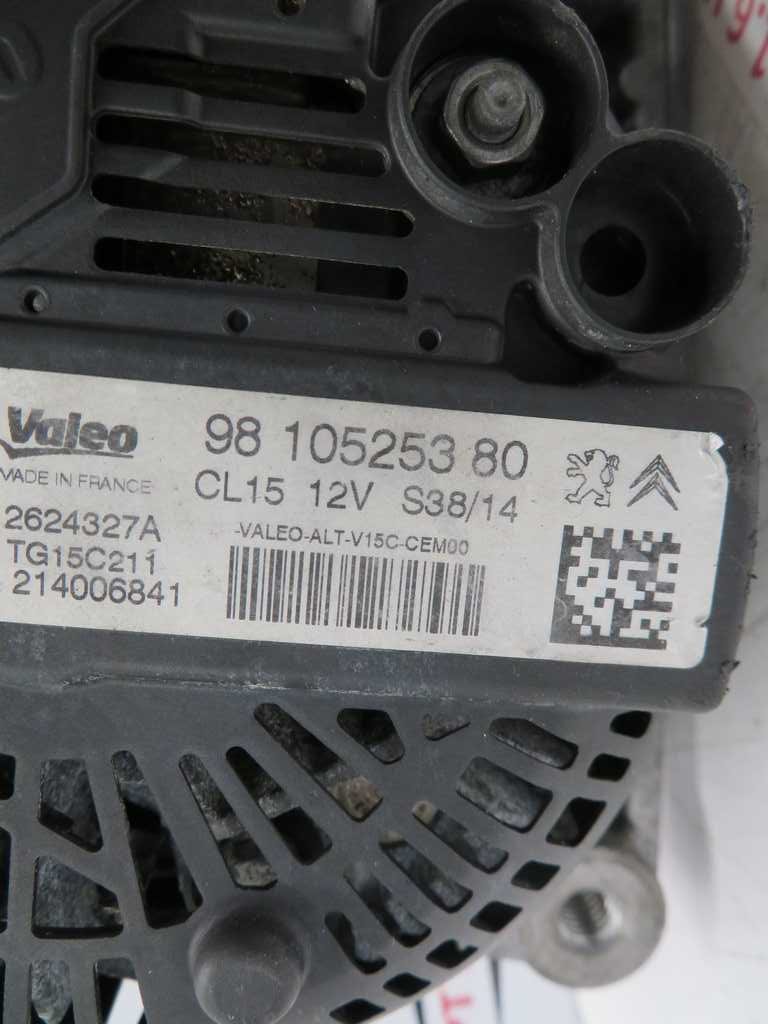 Valeo
MADE IN FRANCE
2624327A
TG15C211
214006841
98 105253 80
CL15 12V S38/14
-VALEO-ALT-V15C-CEM00